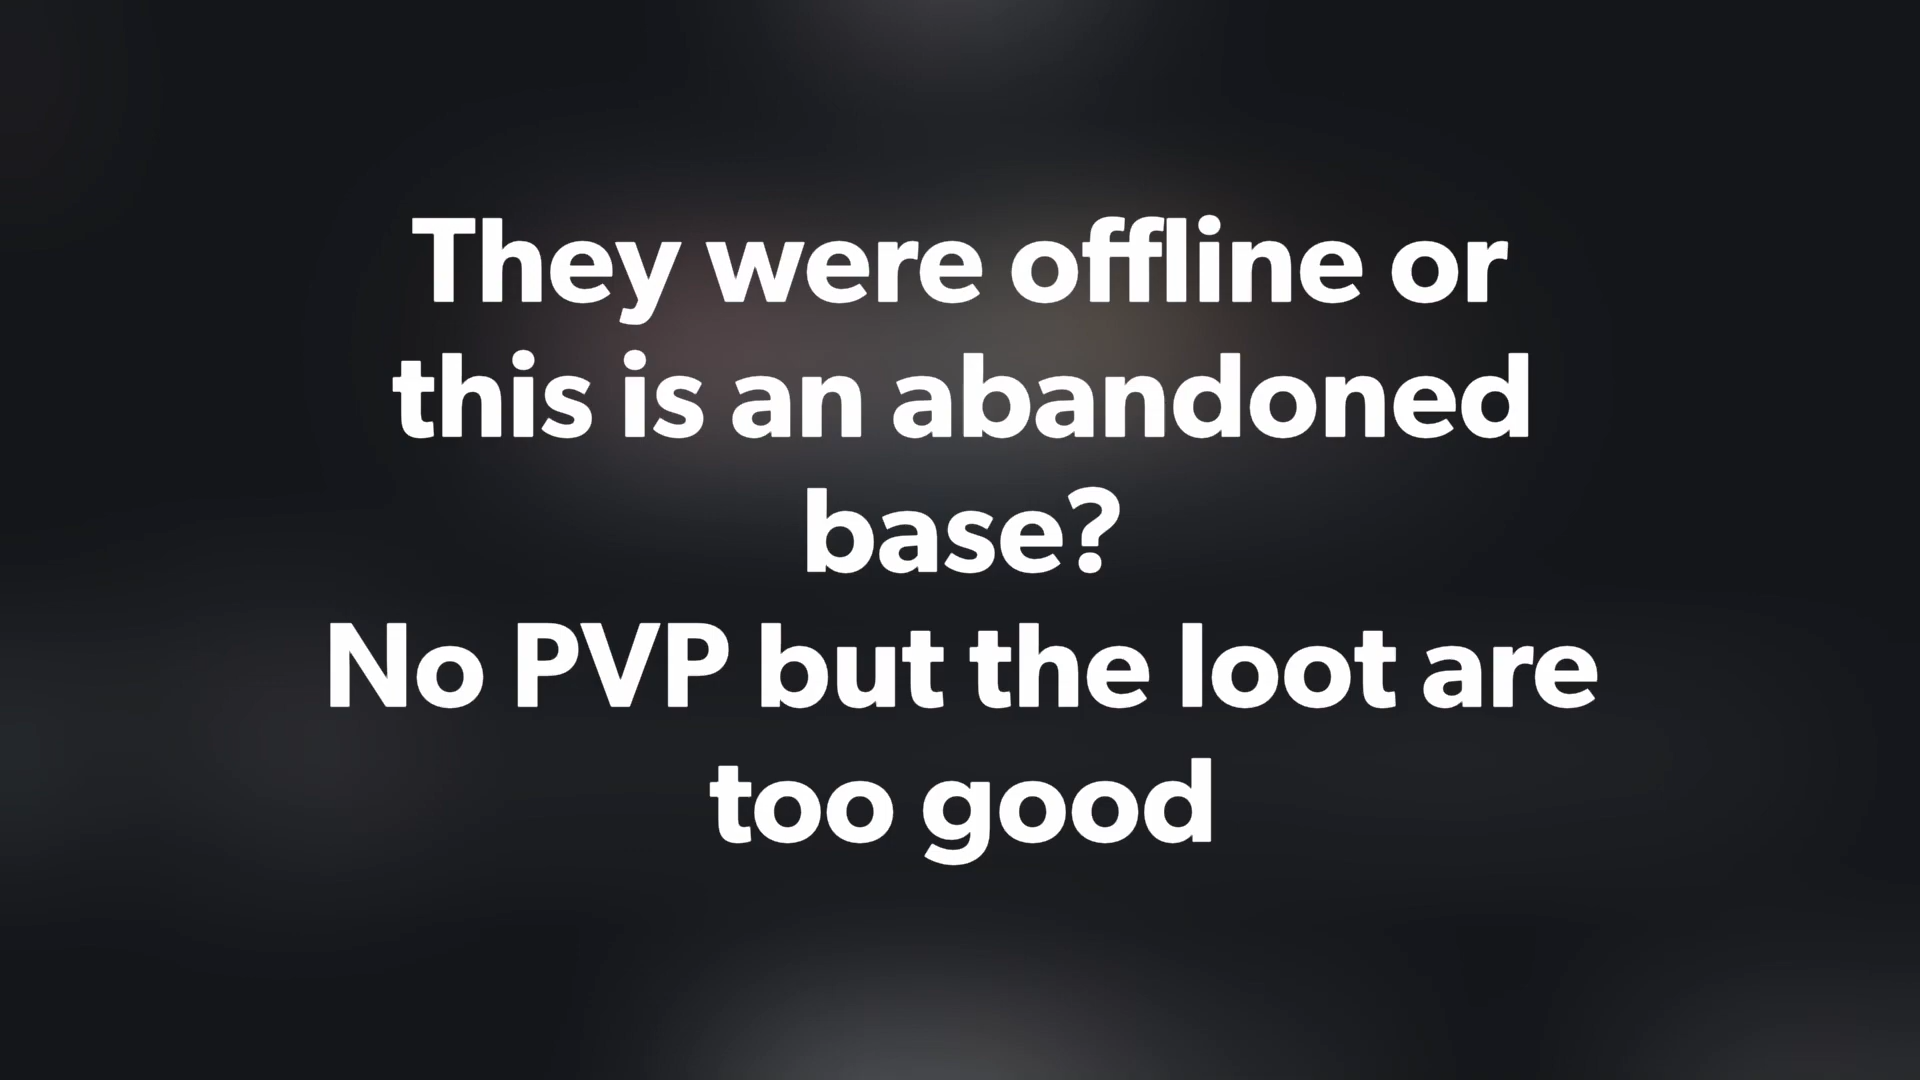 They were offline or
this is an abandoned
base?
No PVP but the loot are
too good